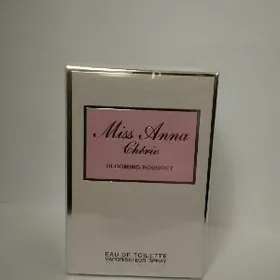 Miss Anna
Chérie
BLOOMING BOUQUET
EAU DE TOILETTE
VAPORISATEUR SPRAY